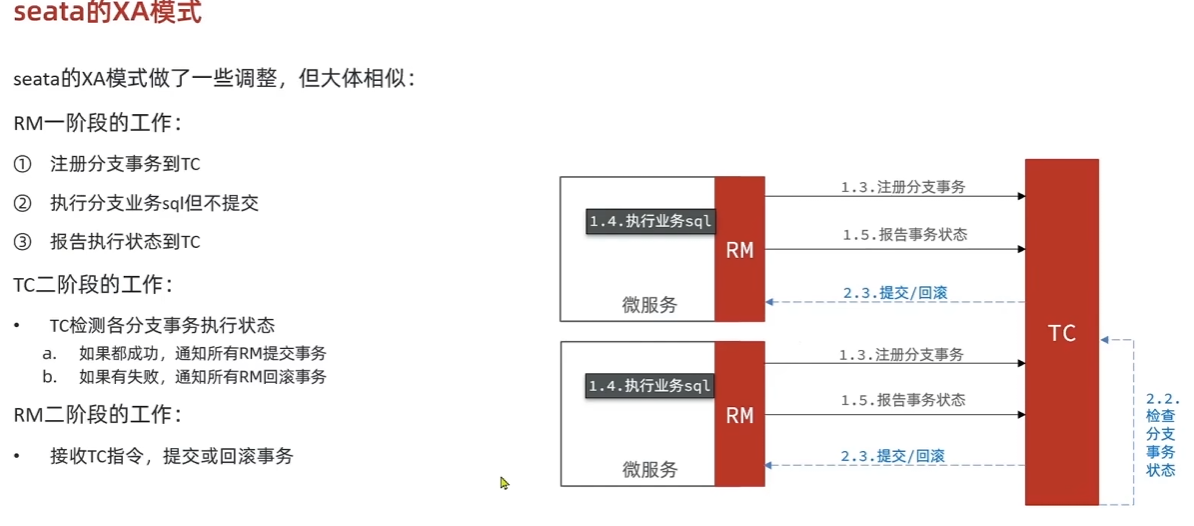 seata的XA模式
seata的XA模式做了一些调整，但大体相似：
RM一阶段的工作：
① 注册分支事务到TC
② 执行分支业务sql但不提交
③ 报告执行状态到TC
TC二阶段的工作：
• TC检测各分支事务执行状态
a. 如果都成功，通知所有RM提交事务
b. 如果有失败，通知所有RM回滚事务
RM二阶段的工作：
• 接收TC指令，提交或回滚事务
1.3.注册分支事务
1.4.执行业务sql
RM
1.5.报告事务状态
2.3.提交/回滚
微服务
1.3.注册分支事务
1.4.执行业务sql
RM
1.5.报告事务状态
2.3.提交/回滚
微服务
TC
2.2.
检查
分支
事务
状态